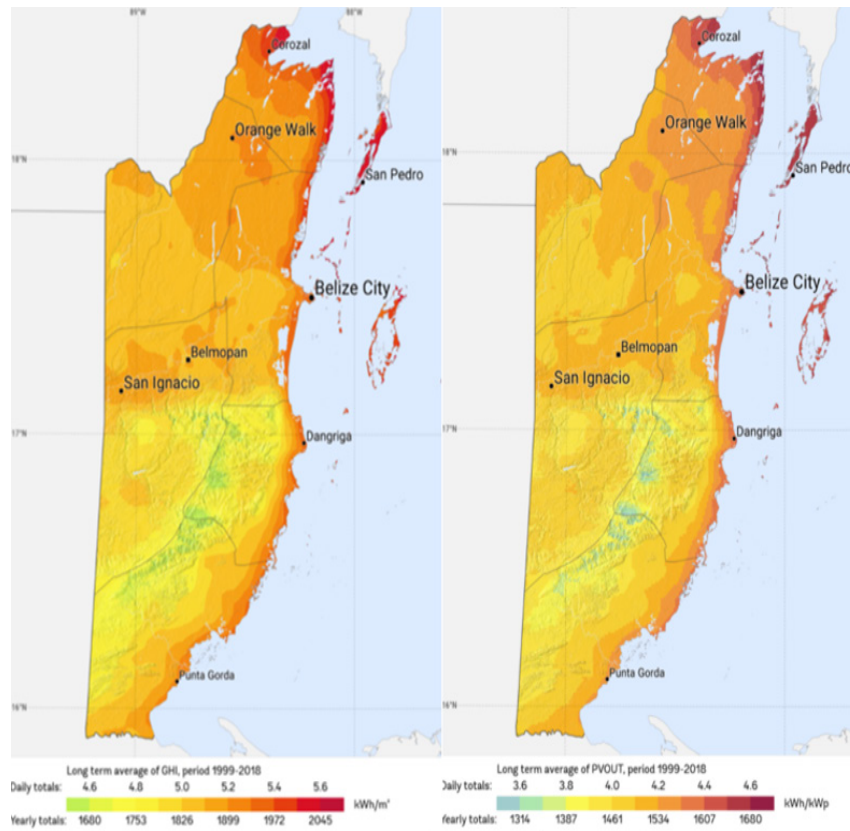 89°W
88°W
Corozal
Orange Walk
18°N
San Pedro
Belize City
Belmopan
San Ignacio
17°N
Dangriga
Punta Gorda
16°N
Long term average of GHI, period 1999-2018
Daily totals: 4.6 4.8 5.0 5.2 5.4 5.6
kWh/m²
Yearly totals: 1680 1753 1826 1899 1972 2045
Corozal
Orange Walk
18°N
San Pedro
Belize City
Belmopan
San Ignacio
17°N
Dangriga
Punta Gorda
16°N
Long term average of PVOUT, period 1999-2018
Daily totals: 3.6 3.8 4.0 4.2 4.4 4.6
kWh/kWp
Yearly totals: 1314 1387 1461 1534 1607 1680